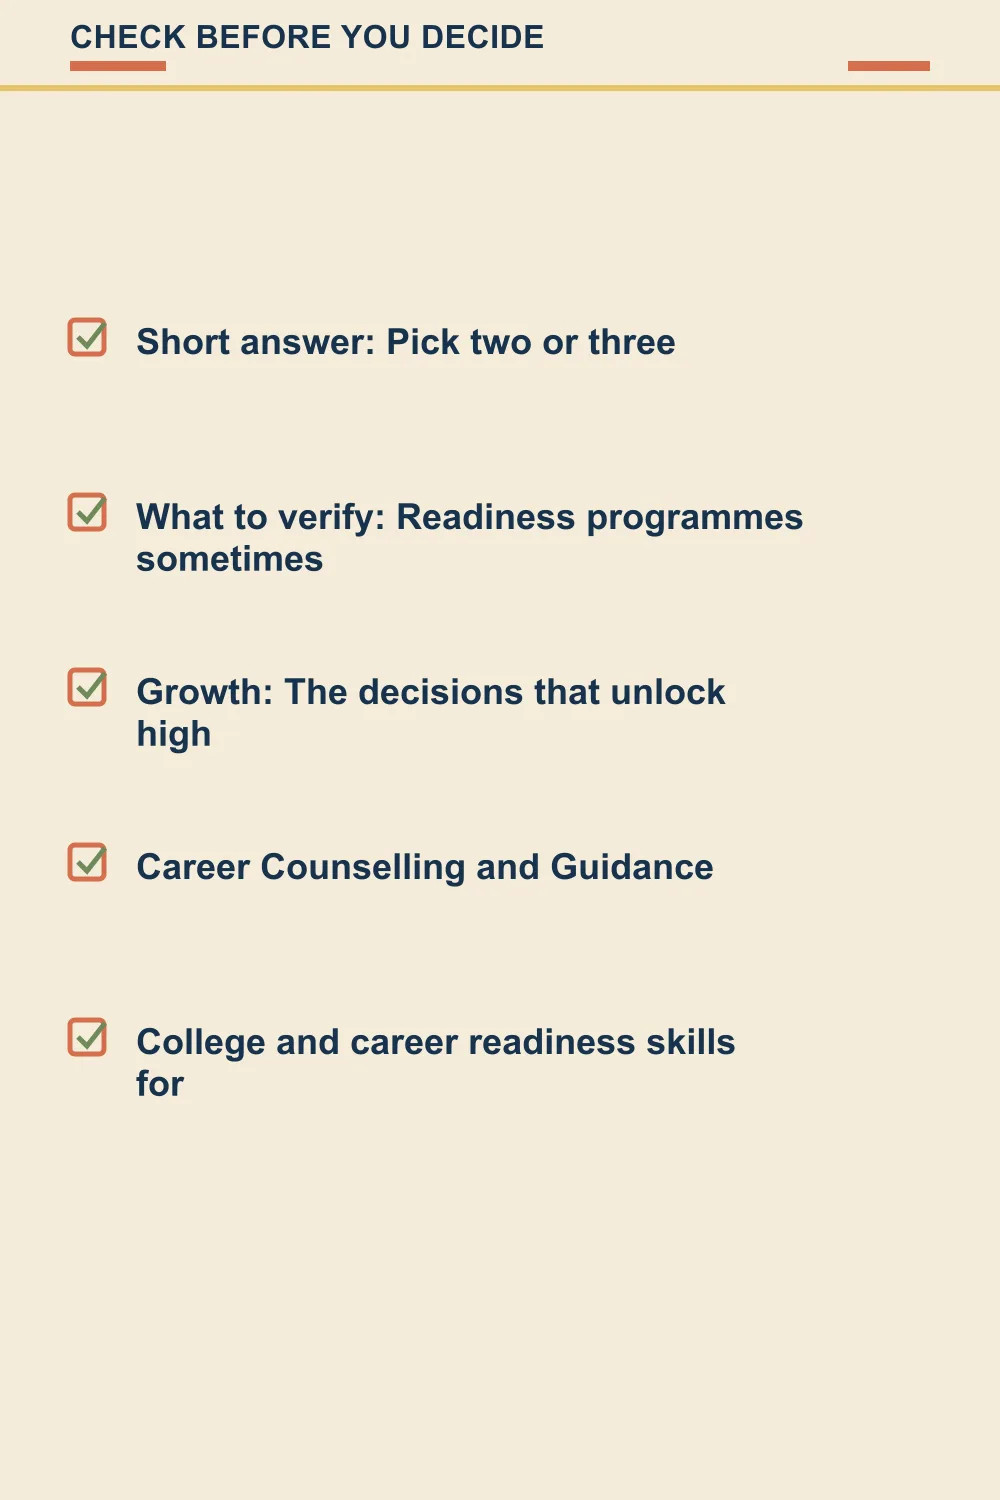 CHECK BEFORE YOU DECIDE
Short answer: Pick two or three
What to verify: Readiness programmes
sometimes
Growth: The decisions that unlock
high
Career Counselling and Guidance
College and career readiness skills
for